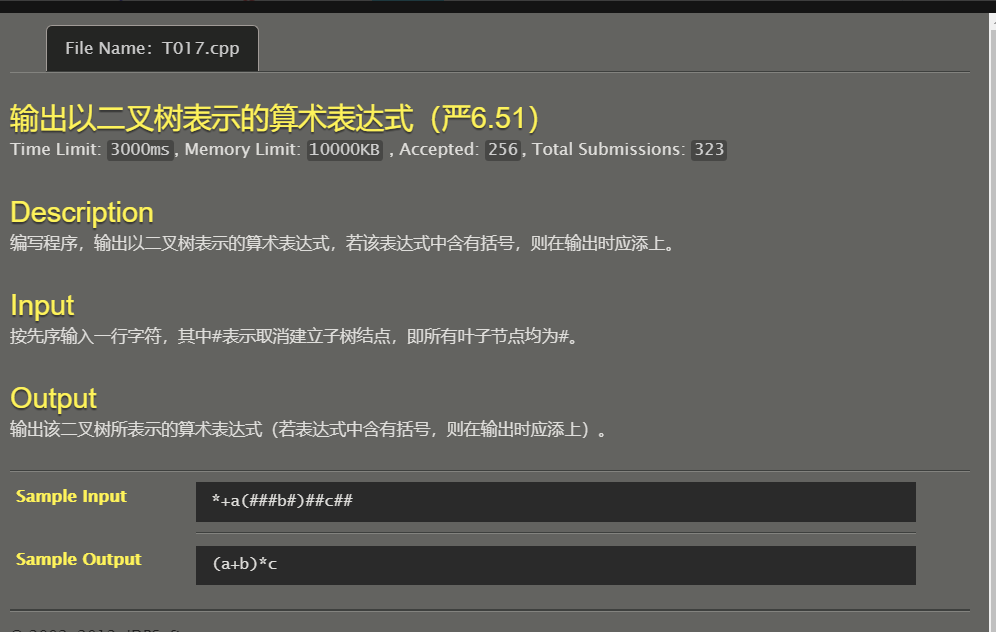 File Name: T017.cpp
输出以二叉树表示的算术表达式（严6.51）
Time Limit: 3000ms, Memory Limit: 10000KB , Accepted: 256, Total Submissions: 323
Description
编写程序，输出以二叉树表示的算术表达式，若该表达式中含有括号，则在输出时应添上。
Input
按先序输入一行字符，其中#表示取消建立子树结点，即所有叶子节点均为#。
Output
输出该二叉树所表示的算术表达式（若表达式中含有括号，则在输出时应添上）。
Sample Input
*+a(###b#)##c##
Sample Output
(a+b)*c